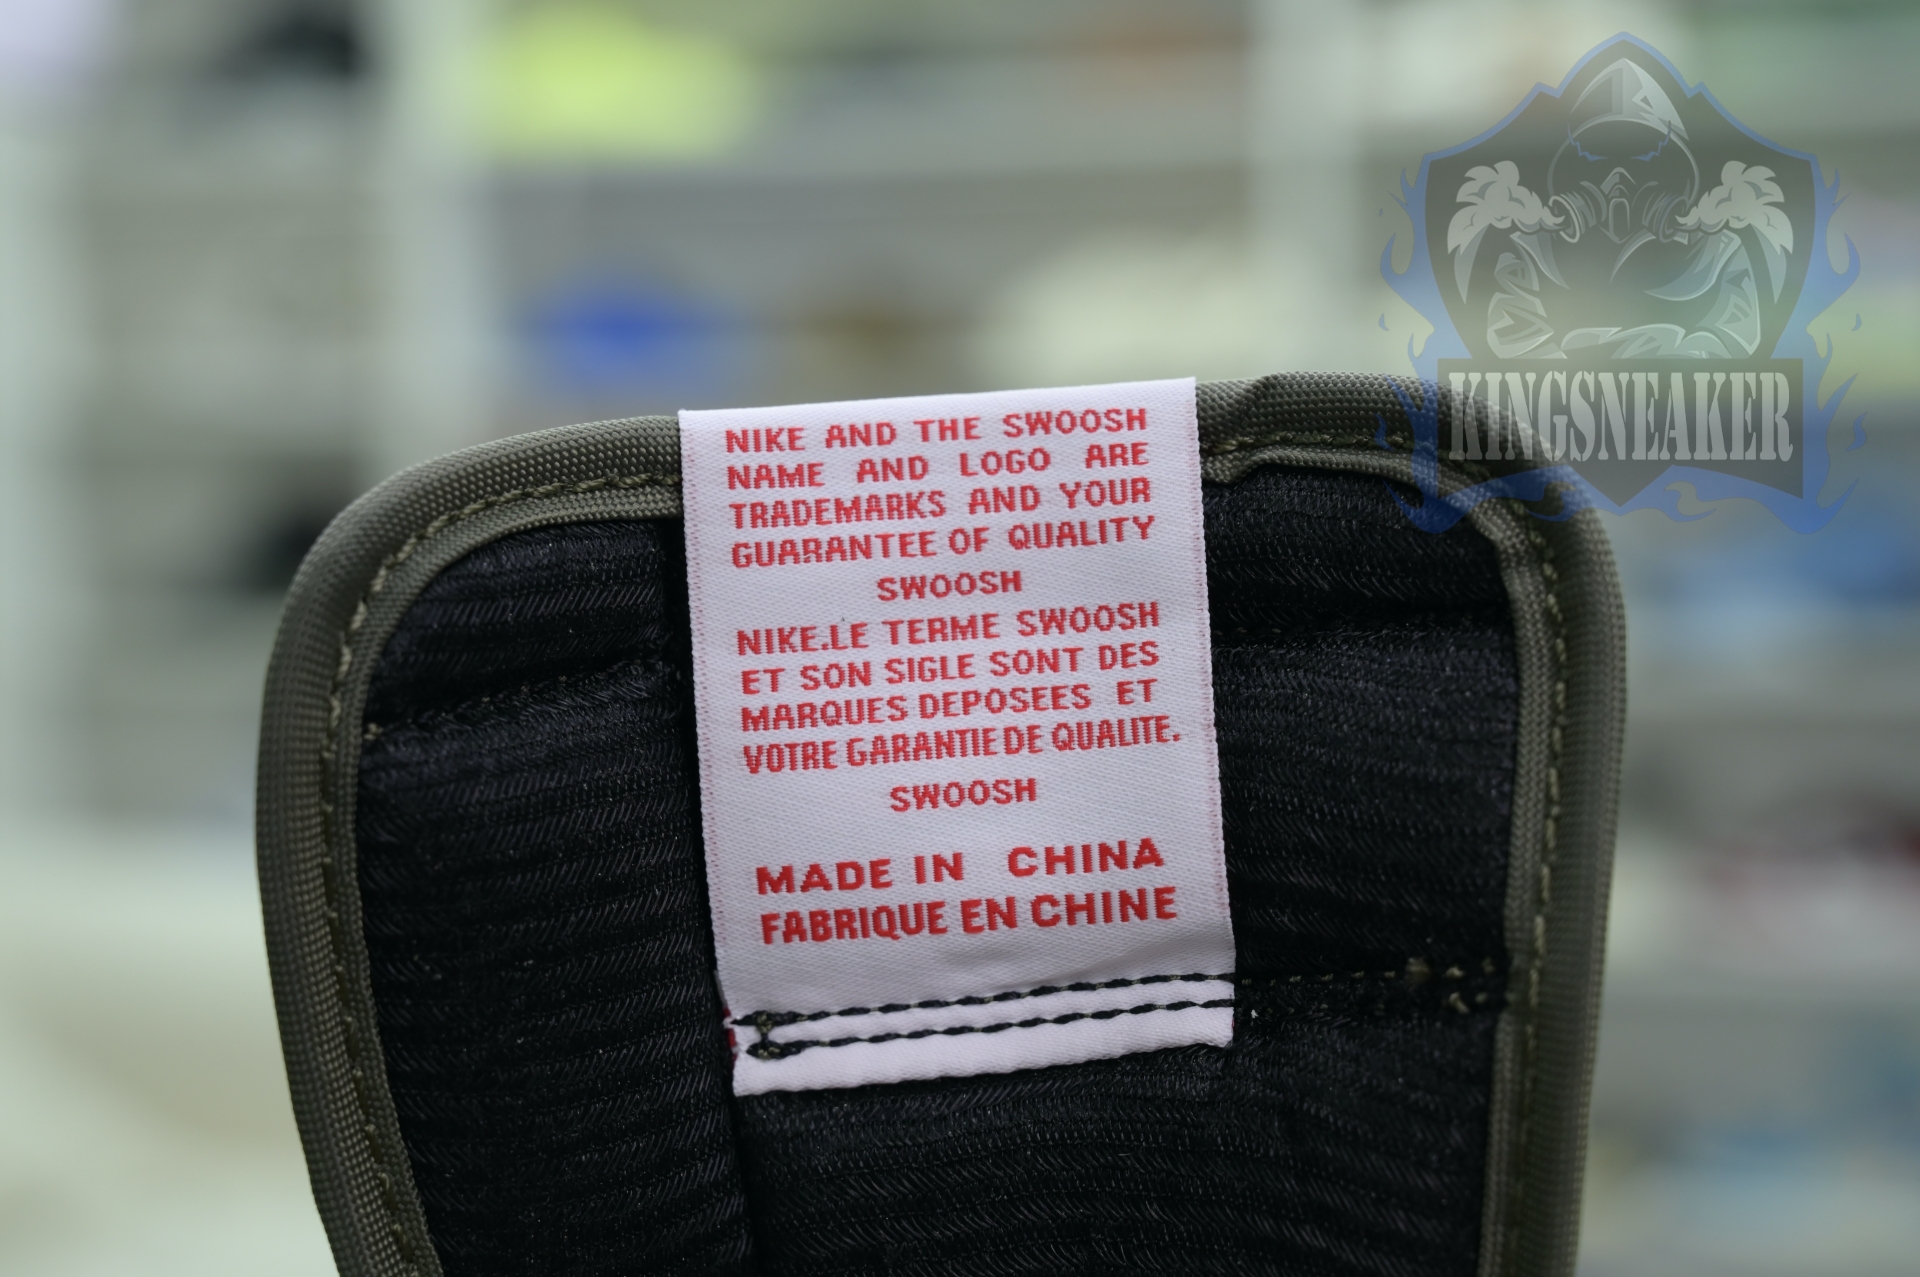 KINGSNEAKER
NIKE AND THE SWOOSH
NAME AND LOGO ARE
TRADEMARKS AND YOUR
GUARANTEE OF QUALITY
SWOOSH
NIKE.LE TERME SWOOSH
ET SON SIGLE SONT DES
MARQUES DEPOSEES ET
VOTRE GARANTIE DE QUALITE.
SWOOSH
MADE IN CHINA
FABRIQUE EN CHINE